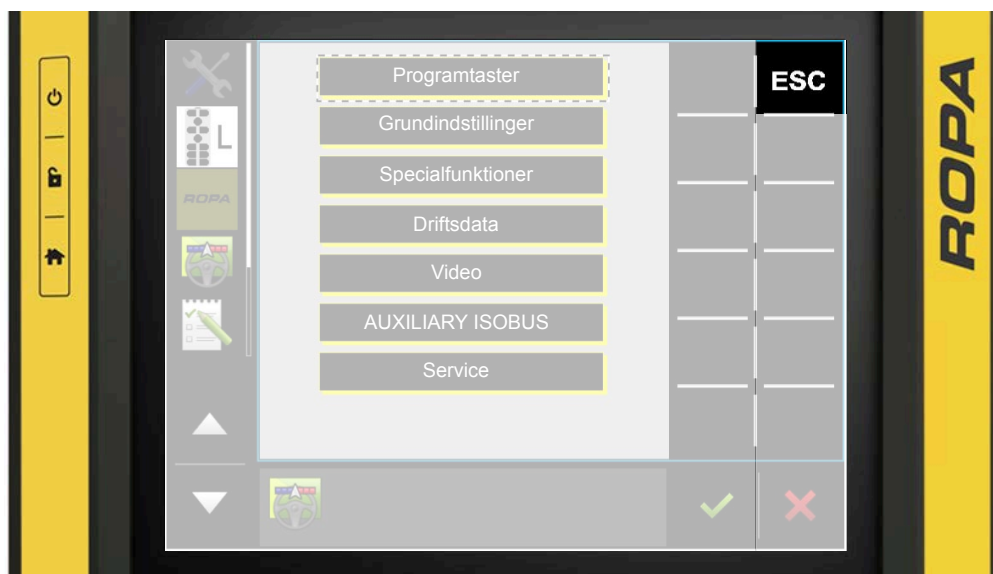 Programtaster
Grundindstillinger
Specialfunktioner
Driftsdata
Video
AUXILIARY ISOBUS
Service
ESC
L
ROPA
ROPA